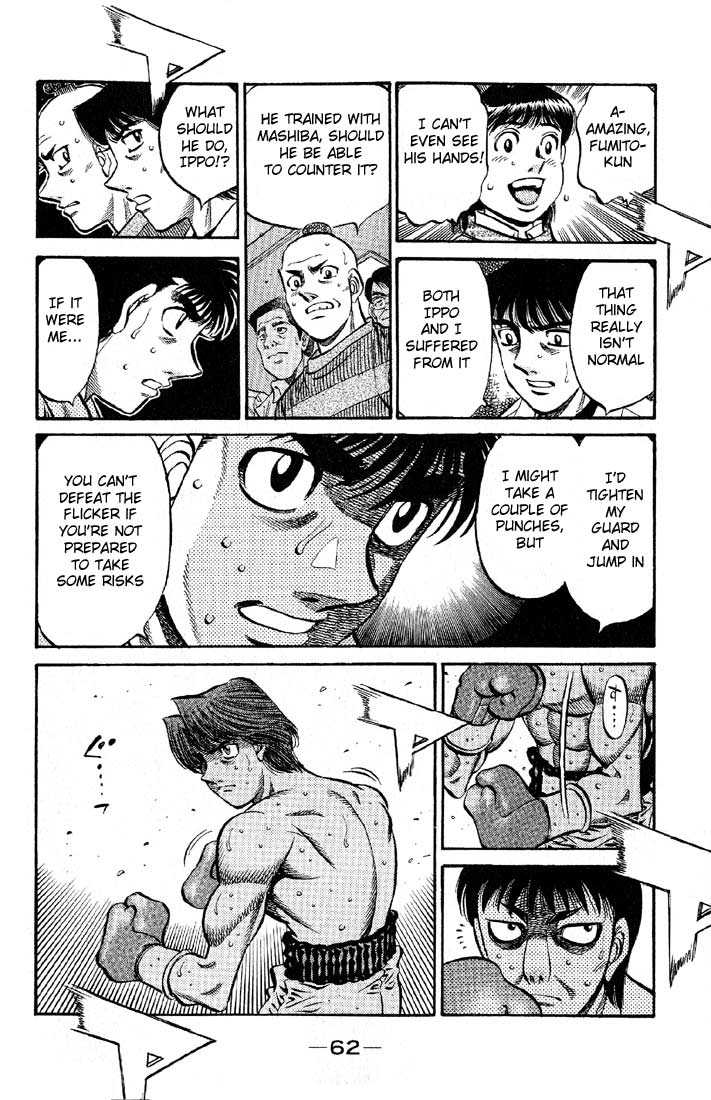 A-
AMAZING,
FUMITO-
KUN
I CAN'T
EVEN SEE
HIS HANDS!
HE TRAINED WITH
MASHIBA, SHOULD
HE BE ABLE
TO COUNTER IT?
WHAT
SHOULD
HE DO,
IPPO!?
THAT
THING
REALLY
ISN'T
NORMAL
BOTH
IPPO
AND I
SUFFERED
FROM IT
IF IT
WERE
ME...
I'D
TIGHTEN
MY
GUARD
AND
JUMP IN
I MIGHT
TAKE A
COUPLE OF
PUNCHES,
BUT
YOU CAN'T
DEFEAT THE
FLICKER IF
YOU'RE NOT
PREPARED
TO TAKE
SOME RISKS
す…
—62—